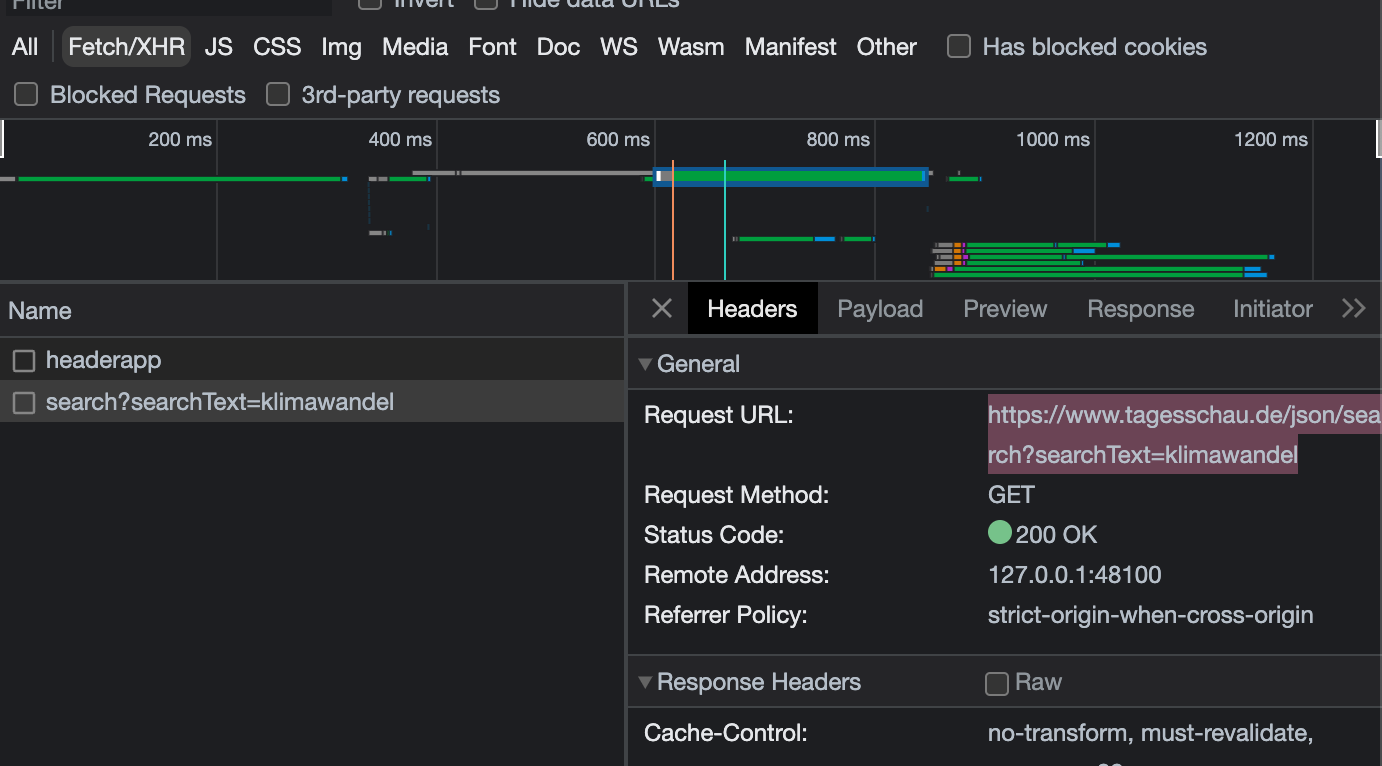 Filter Invert Hide data URLs
All Fetch/XHR JS CSS Img Media Font Doc WS Wasm Manifest Other Has blocked cookies
Blocked Requests 3rd-party requests
200 ms 400 ms 600 ms 800 ms 1000 ms 1200 ms
Name
headerapp
search?searchText=klimawandel
Headers Payload Preview Response Initiator
General
Request URL: https://www.tagesschau.de/json/sea
rch?searchText=klimawandel
Request Method: GET
Status Code: 200 OK
Remote Address: 127.0.0.1:48100
Referrer Policy: strict-origin-when-cross-origin
Response Headers Raw
Cache-Control: no-transform, must-revalidate,